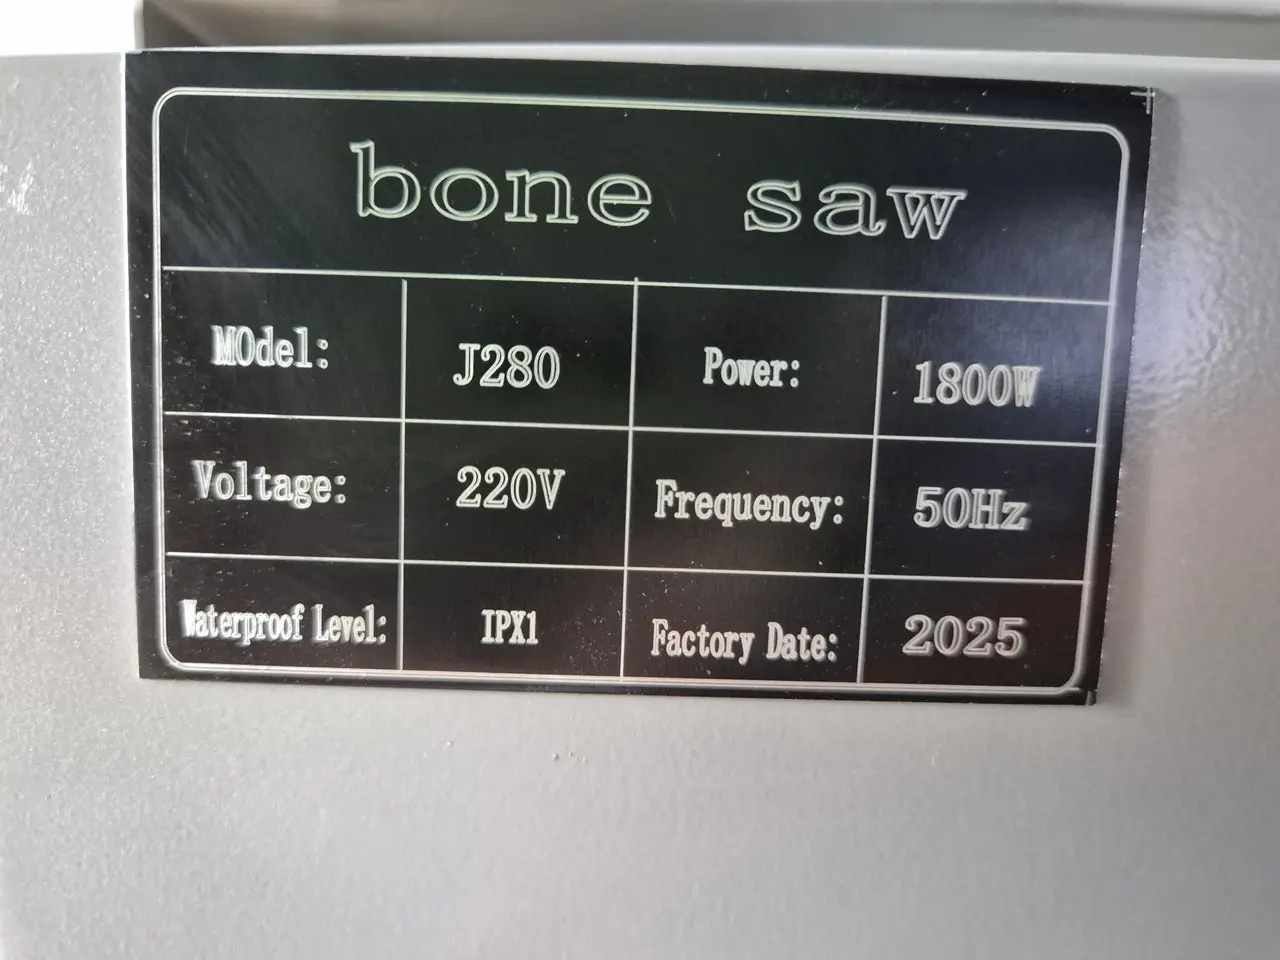 bone saw
MOdel: J280 Power: 1800W
Voltage: 220V Frequency: 50Hz
Waterproof Level: IPX1 Factory Date: 2025